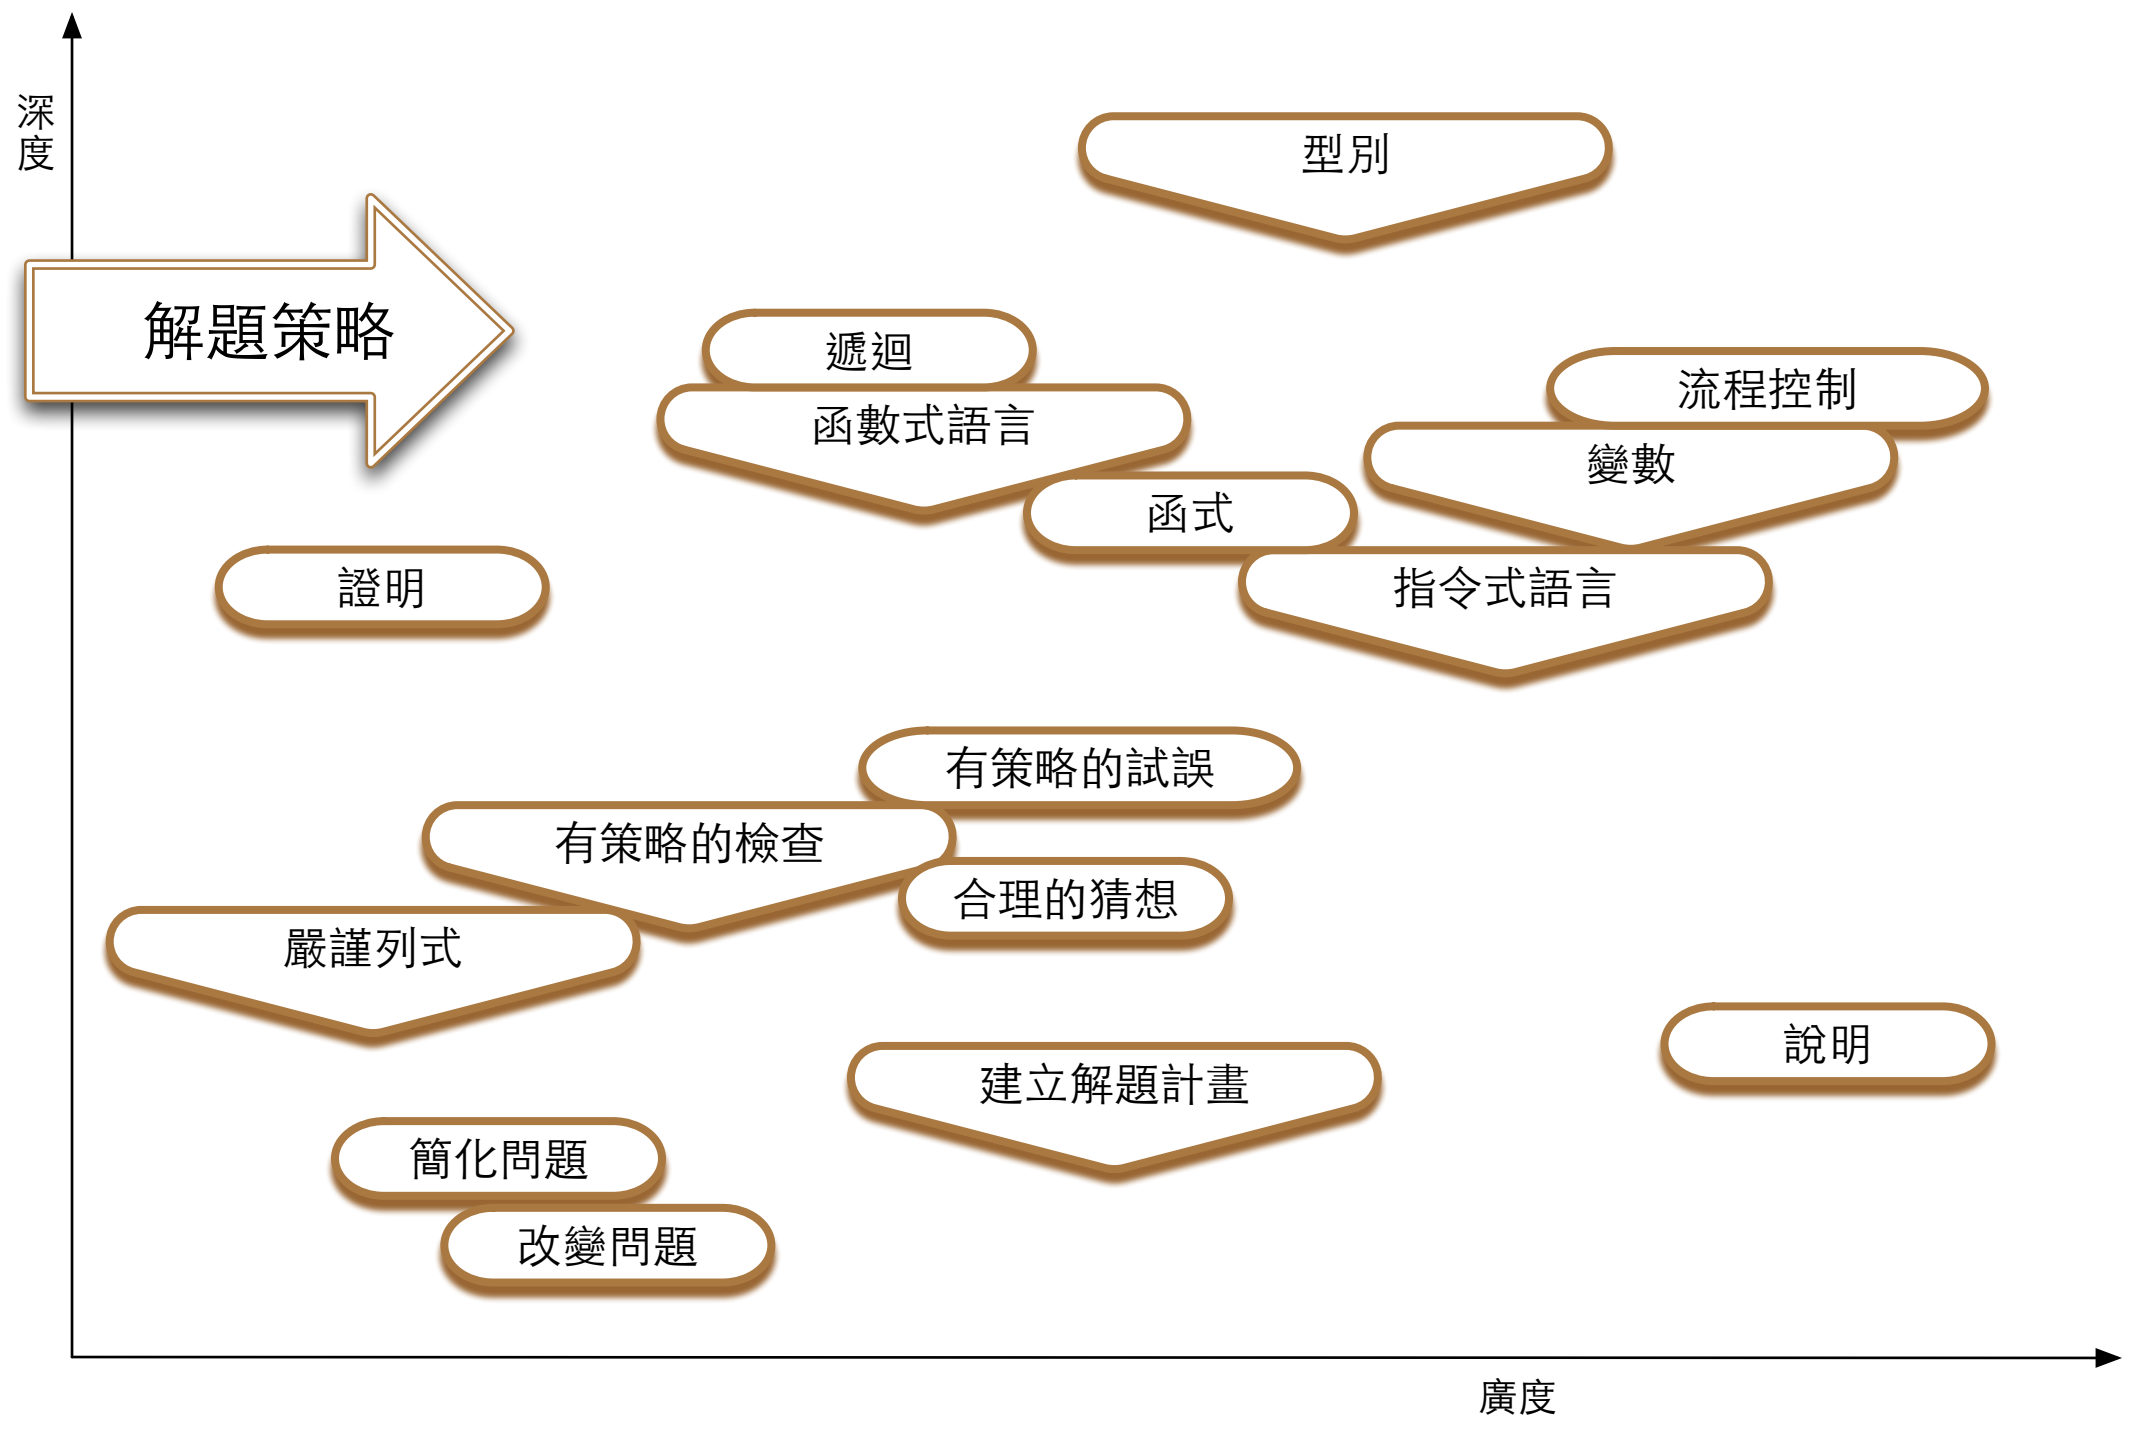 深
度
型別
解題策略
遞迴
流程控制
函數式語言
變數
函式
證明
指令式語言
有策略的試誤
有策略的檢查
合理的猜想
嚴謹列式
說明
建立解題計畫
簡化問題
改變問題
廣度